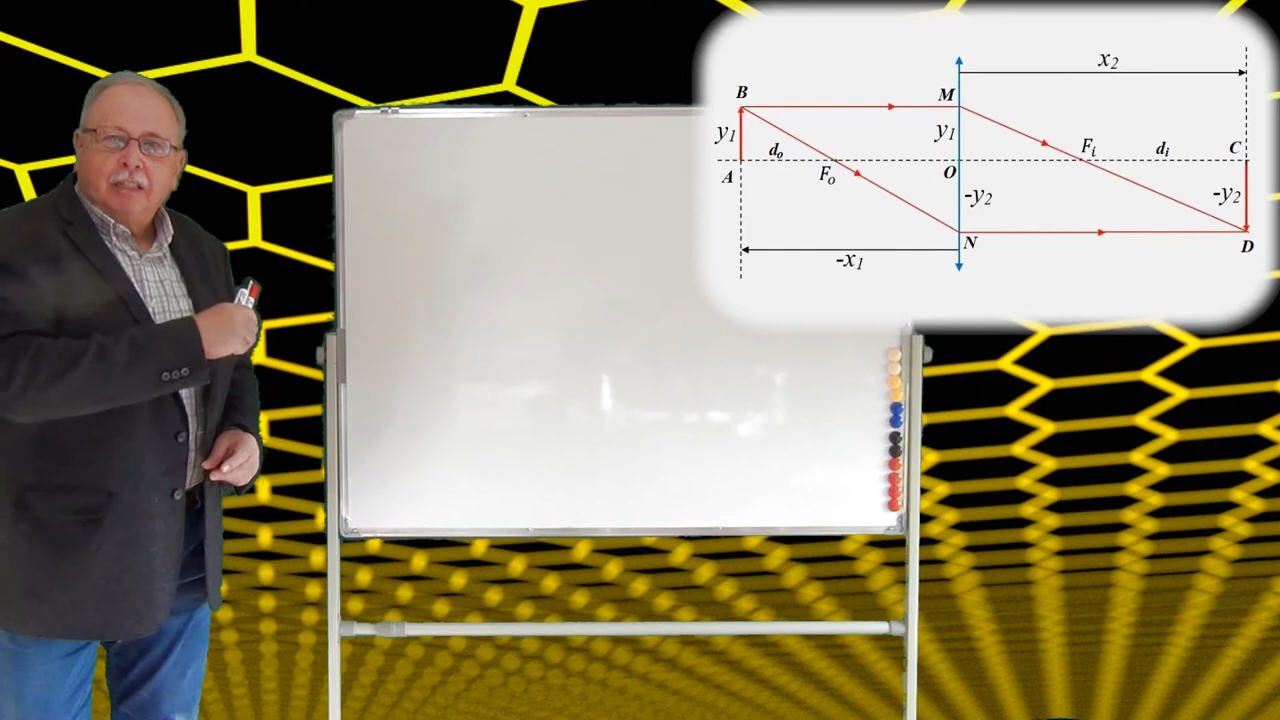 x₂
B M
y₁ y₁
dₒ Fᵢ dᵢ C
A Fₒ O
-y₂ -y₂
N D
-x₁